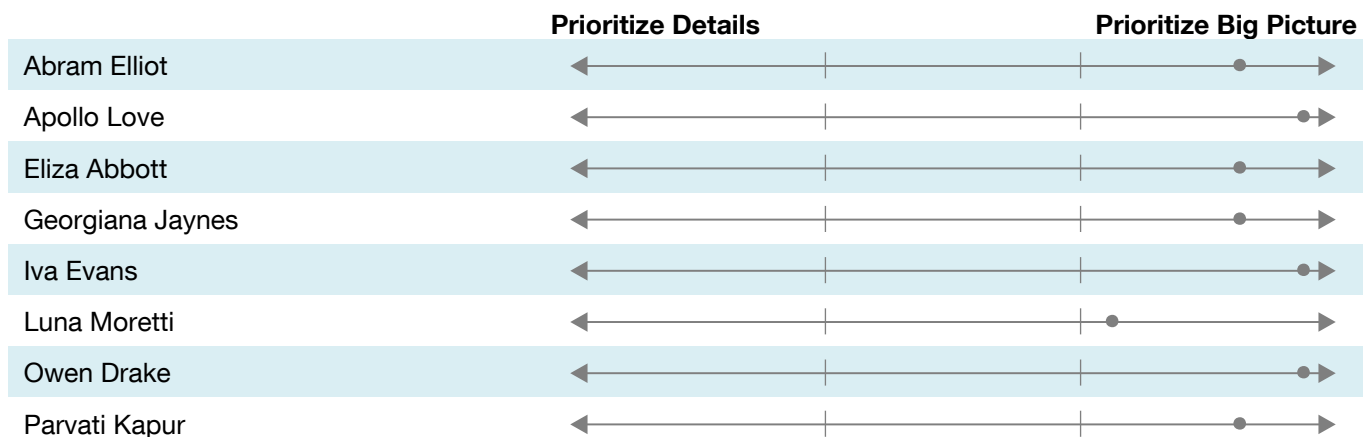 Prioritize Details Prioritize Big Picture
Abram Elliot
Apollo Love
Eliza Abbott
Georgiana Jaynes
Iva Evans
Luna Moretti
Owen Drake
Parvati Kapur